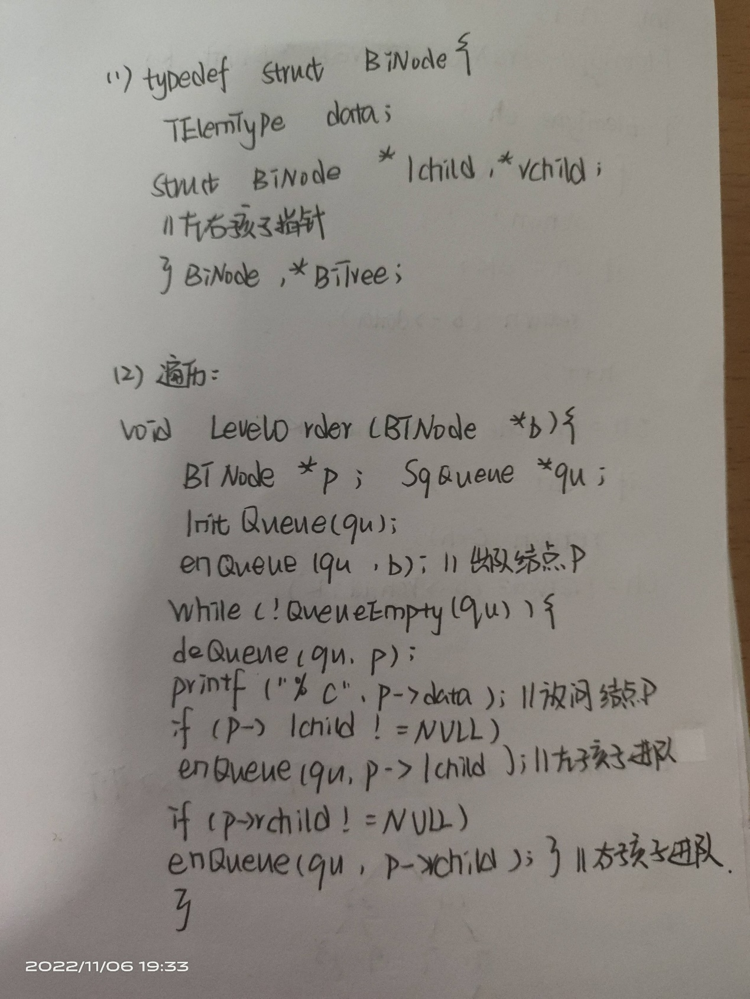 (1) typedef struct BiNode {
TElemType data;
struct BiNode *lchild,*rchild;
//左右孩子指针
} BiNode ,*BiTree;
(2) 遍历:
void LevelOrder (BTNode *b){
BTNode *p; SqQueue *qu;
Init Queue(qu);
enQueue (qu,b); //出队结点P
while (!QueueEmpty(qu)){
deQueue(qu,p);
printf ("%c",p->data); //放问结点P
if (p->lchild !=NULL)
enQueue(qu,p->lchild); //左孩子进队
if (p->rchild !=NULL)
enQueue(qu,p->rchild); } //右孩子进队.
}
2022/11/06 19:33